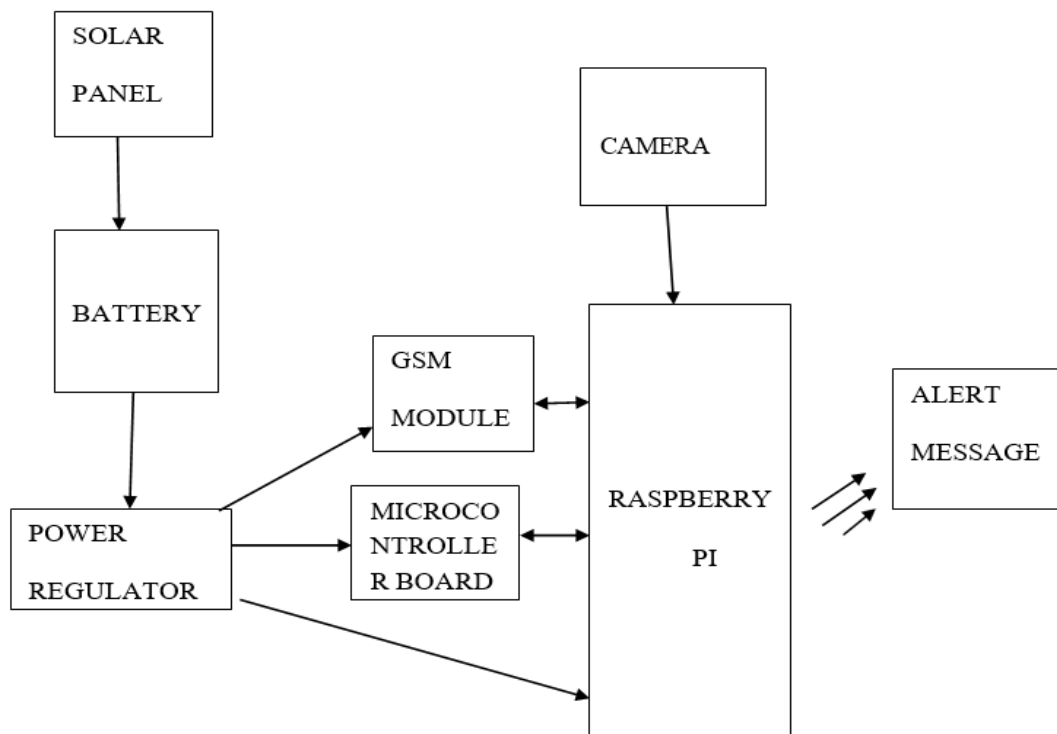 SOLAR
PANEL
CAMERA
BATTERY
GSM
MODULE
ALERT
MESSAGE
RASPBERRY
PI
MICROCO
NTROLLE
R BOARD
POWER
REGULATOR